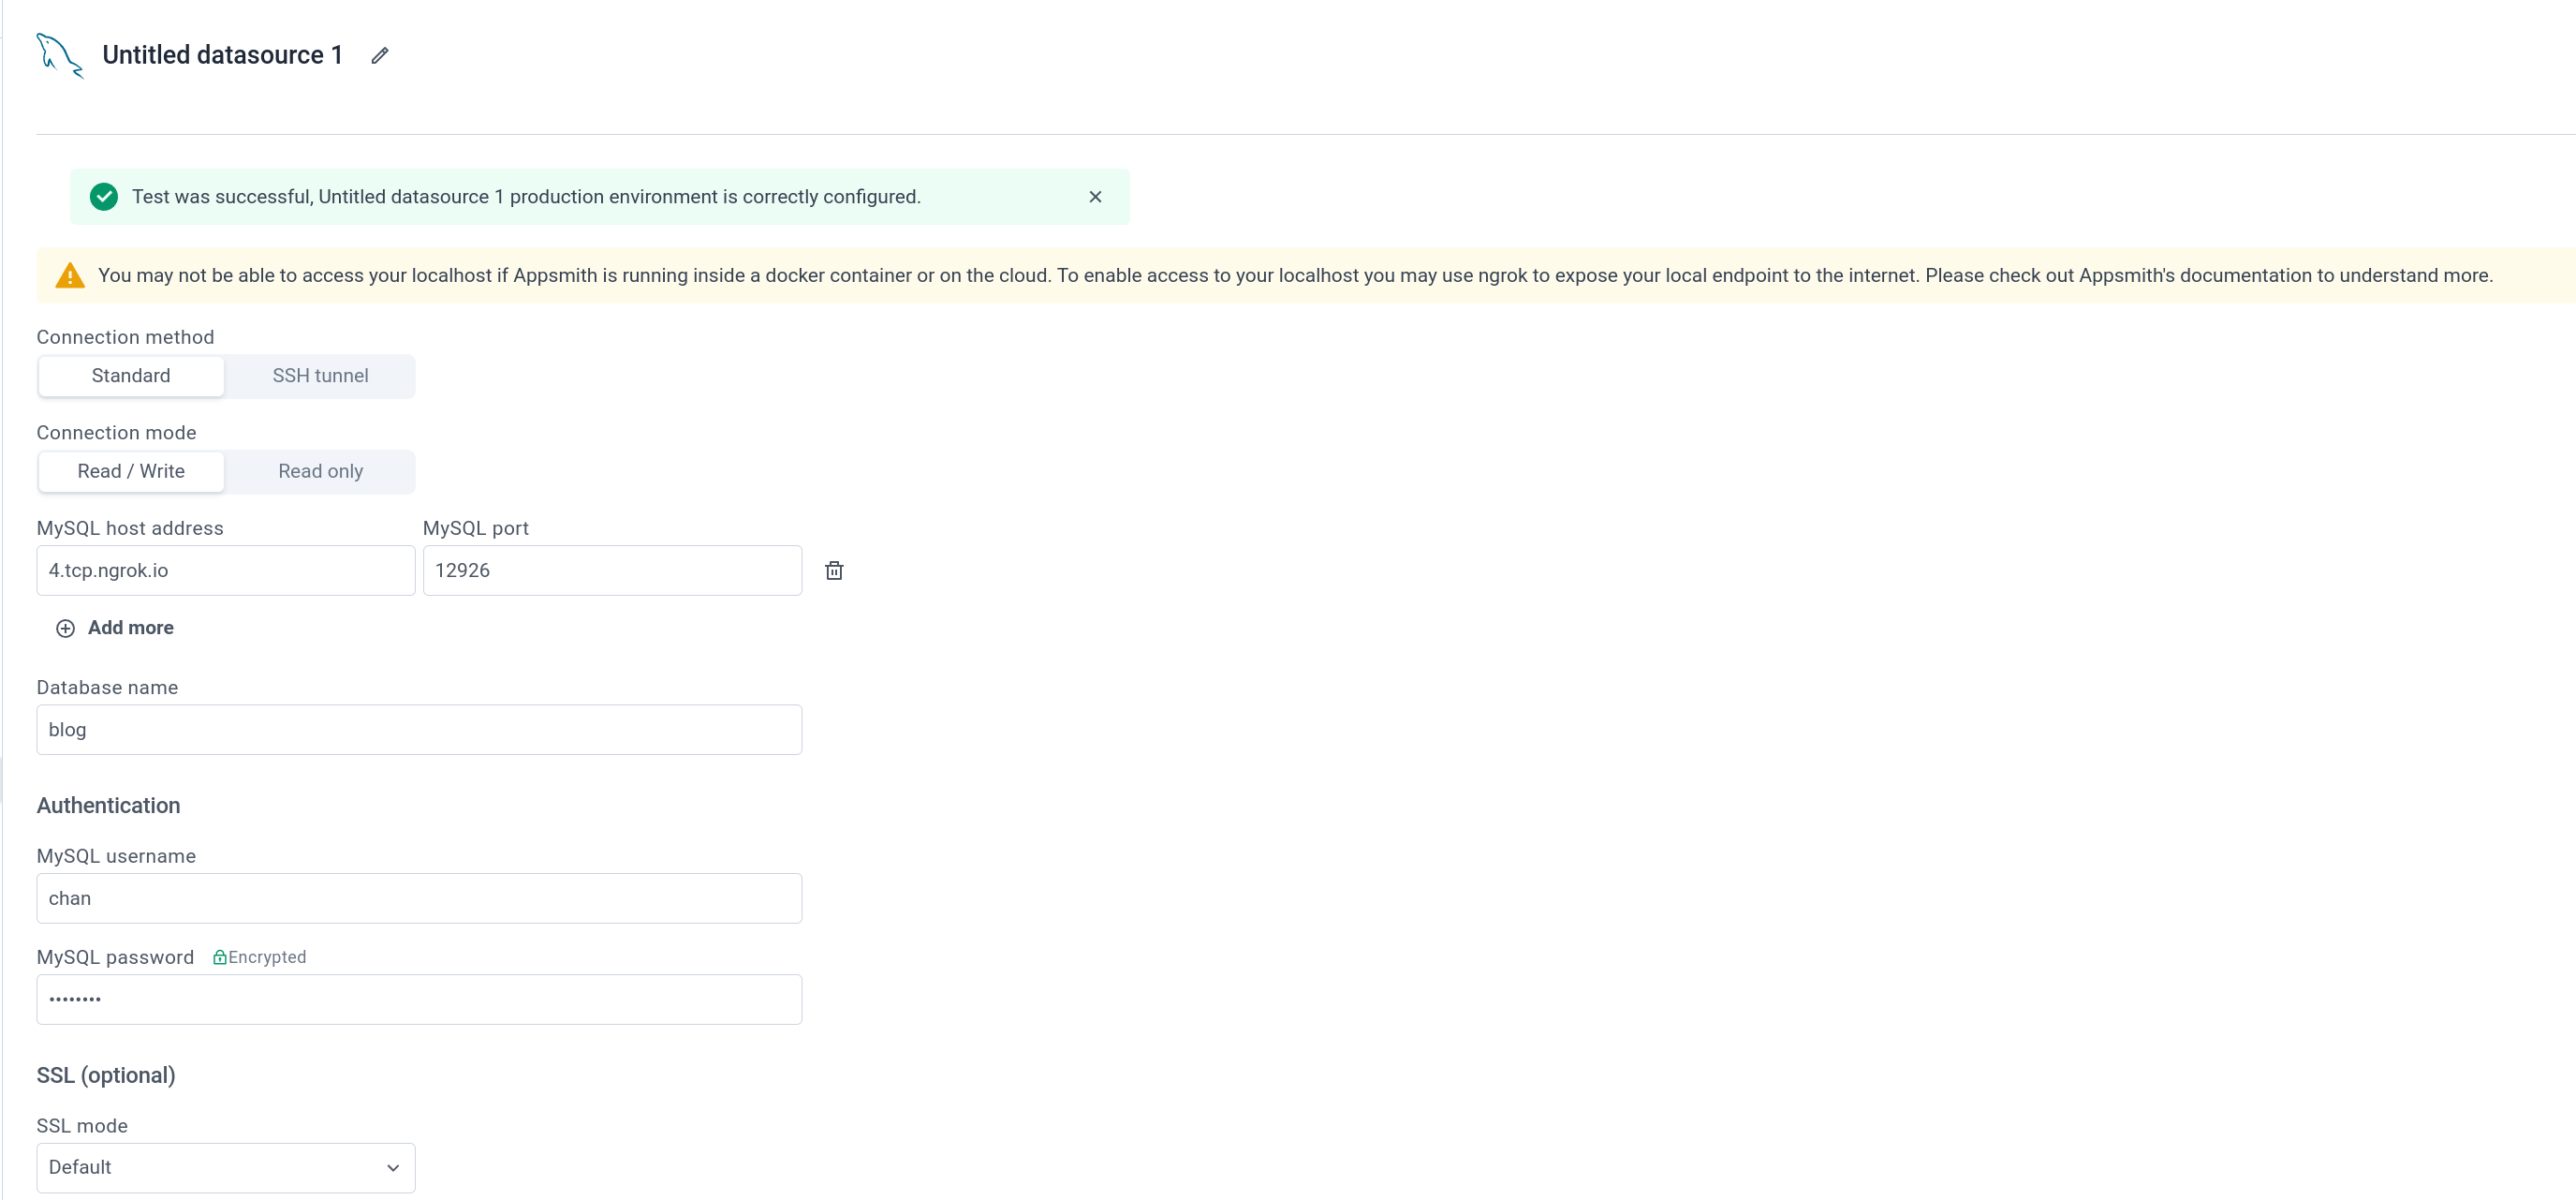 Untitled datasource 1
Test was successful, Untitled datasource 1 production environment is correctly configured.
You may not be able to access your localhost if Appsmith is running inside a docker container or on the cloud. To enable access to your localhost you may use ngrok to expose your local endpoint to the internet. Please check out Appsmith's documentation to understand more.
Connection method
Standard SSH tunnel
Connection mode
Read / Write Read only
MySQL host address MySQL port
4.tcp.ngrok.io 12926
Add more
Database name
blog
Authentication
MySQL username
chan
MySQL password Encrypted
••••••••
SSL (optional)
SSL mode
Default